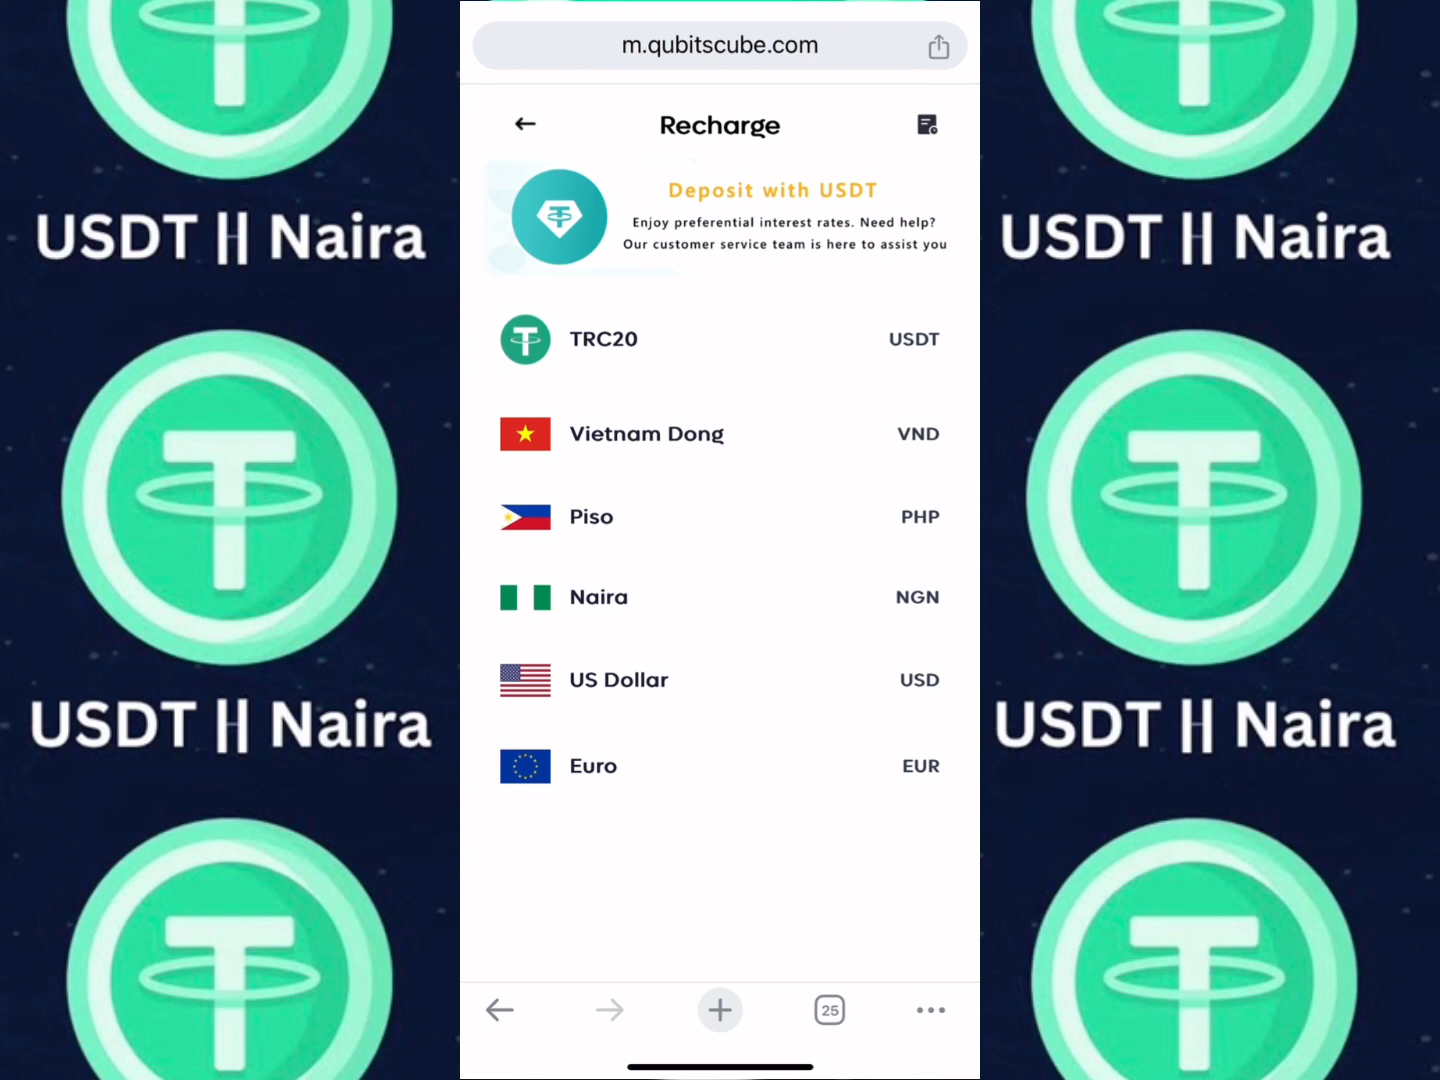 m.qubitscube.com
Recharge
Deposit with USDT
Enjoy preferential interest rates. Need help?
Our customer service team is here to assist you
TRC20 USDT
Vietnam Dong VND
Piso PHP
Naira NGN
US Dollar USD
Euro EUR
25
USDT || Naira
USDT || Naira
USDT || Naira
USDT || Naira